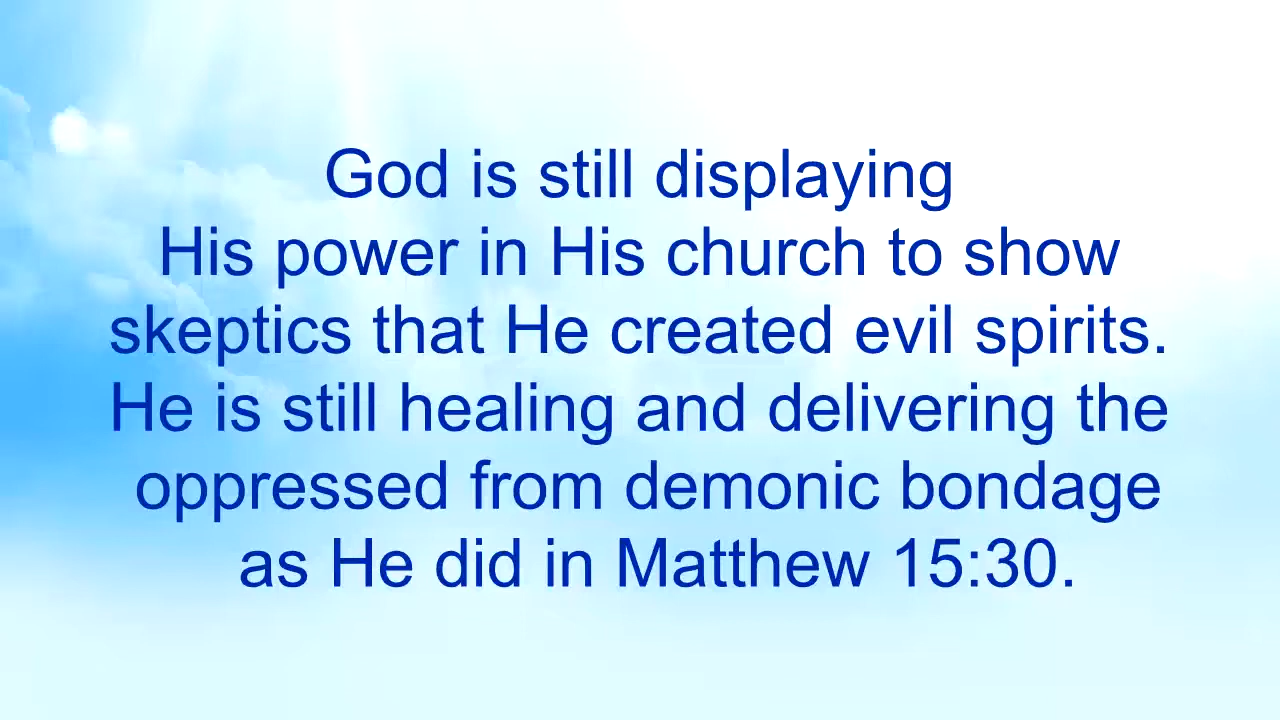 God is still displaying
His power in His church to show
skeptics that He created evil spirits.
He is still healing and delivering the
oppressed from demonic bondage
as He did in Matthew 15:30.